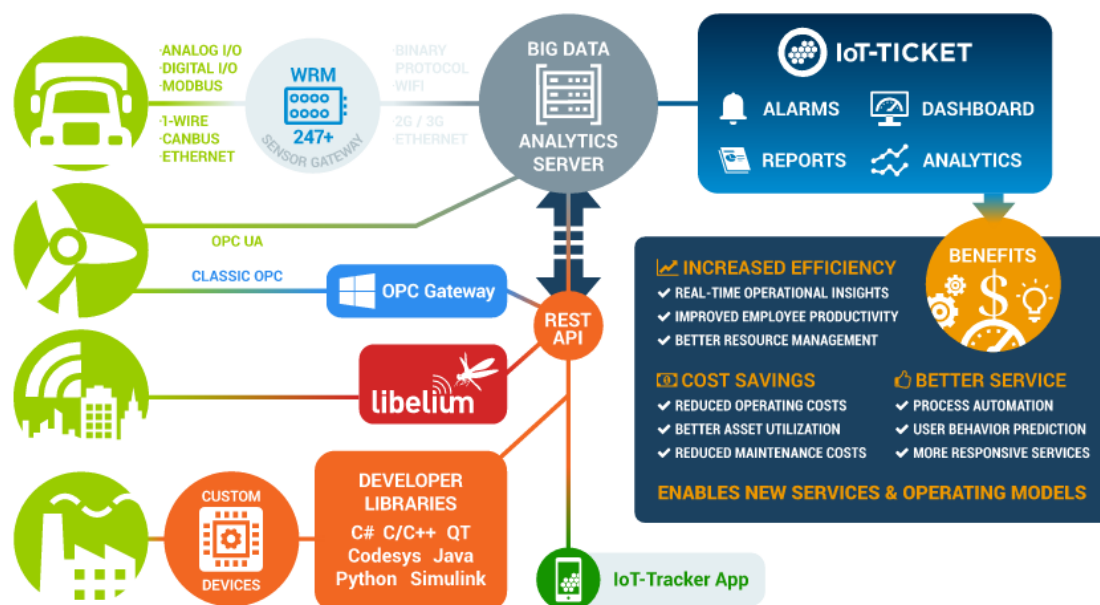 ·ANALOG I/O
·DIGITAL I/O
·MODBUS
·1-WIRE
·CANBUS
·ETHERNET
WRM
247+
SENSOR GATEWAY
·BINARY
PROTOCOL
·WIFI
·2G / 3G
·ETHERNET
BIG DATA
ANALYTICS
SERVER
IoT-TICKET
ALARMS
DASHBOARD
REPORTS
ANALYTICS
OPC UA
CLASSIC OPC
OPC Gateway
REST
API
libelium
CUSTOM
DEVICES
DEVELOPER
LIBRARIES
C# C/C++ QT
Codesys Java
Python Simulink
IoT-Tracker App
BENEFITS
$
INCREASED EFFICIENCY
✓ REAL-TIME OPERATIONAL INSIGHTS
✓ IMPROVED EMPLOYEE PRODUCTIVITY
✓ BETTER RESOURCE MANAGEMENT
COST SAVINGS
✓ REDUCED OPERATING COSTS
✓ BETTER ASSET UTILIZATION
✓ REDUCED MAINTENANCE COSTS
BETTER SERVICE
✓ PROCESS AUTOMATION
✓ USER BEHAVIOR PREDICTION
✓ MORE RESPONSIVE SERVICES
ENABLES NEW SERVICES & OPERATING MODELS